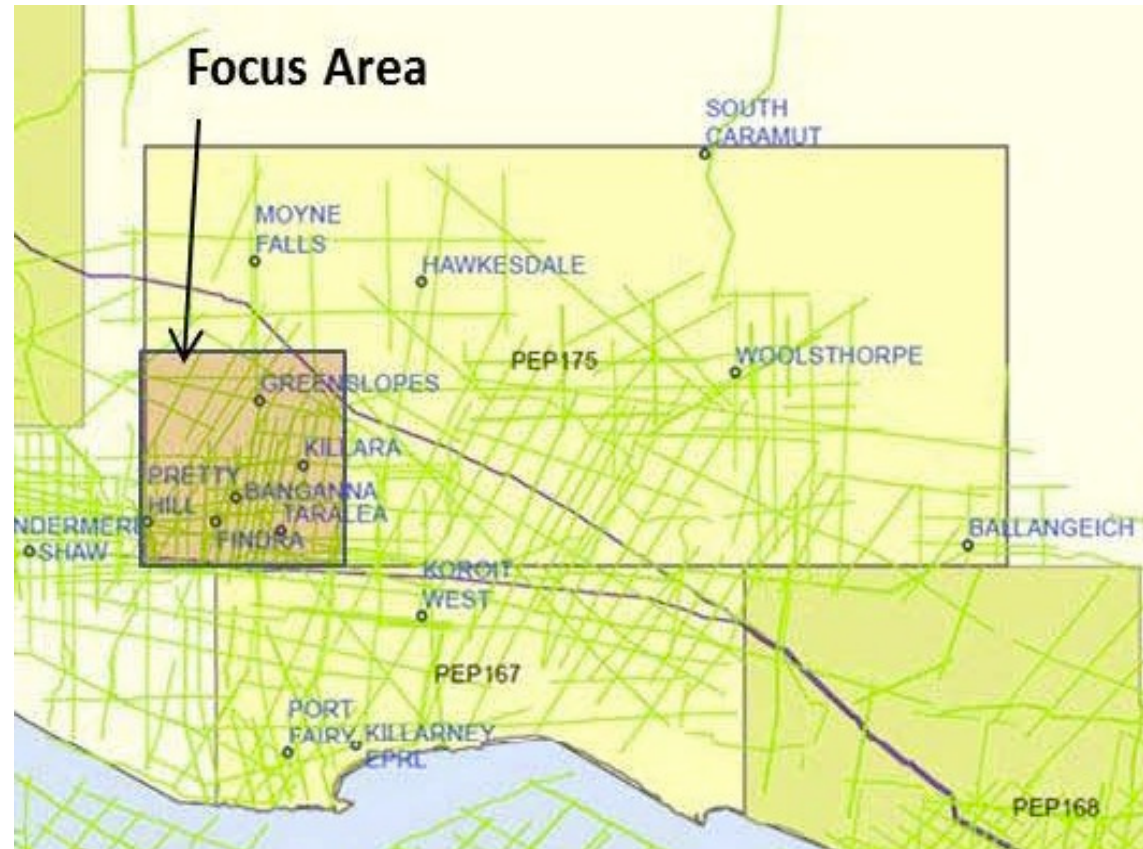 Focus Area
SOUTH
CARAMUT
MOYNE
FALLS
HAWKESDALE
PEP175
WOOLSTHORPE
GREENSLOPES
KILLARA
PRETTY
HILL
BANGANNA
TARALEA
FINDRA
NDERMERE
SHAW
BALLANGEICH
KOROIT
WEST
PEP167
PORT
FAIRY
KILLARNEY
EPRL
PEP168